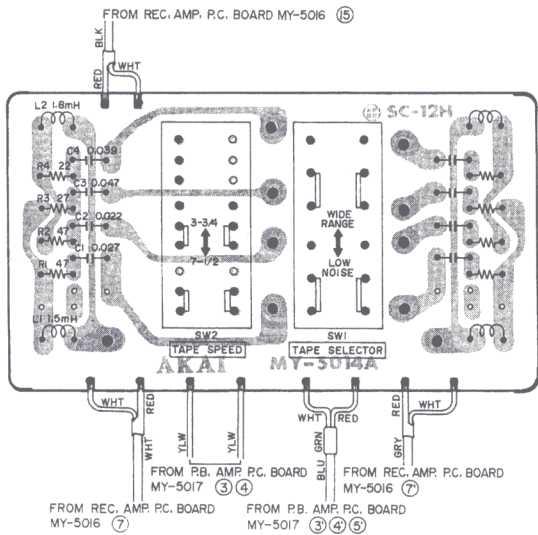 FROM REC. AMP. P.C. BOARD MY-5016 ⑮
BLK
RED
WHT
L2 1.8mH
SC-12H
C4 0.039
R4 22
C3 0.047
R3 27
C2 0.022
R2 47
C1 0.027
R1 47
L1 1.5mH
3-3/4
7-1/2
WIDE
RANGE
LOW
NOISE
SW2
TAPE SPEED
SW1
TAPE SELECTOR
AKAI
MY-5014A
WHT
RED
WHT
YLW
YLW
WHT
RED
BLU
GRN
RED
WHT
GRY
FROM P.B. AMP. P.C. BOARD
MY-5017 ③ ④
FROM REC. AMP. P.C. BOARD
MY-5016 ⑦'
FROM REC. AMP. P.C. BOARD
MY-5016 ⑦
FROM P.B. AMP. P.C. BOARD
MY-5017 ③' ④' ⑤'